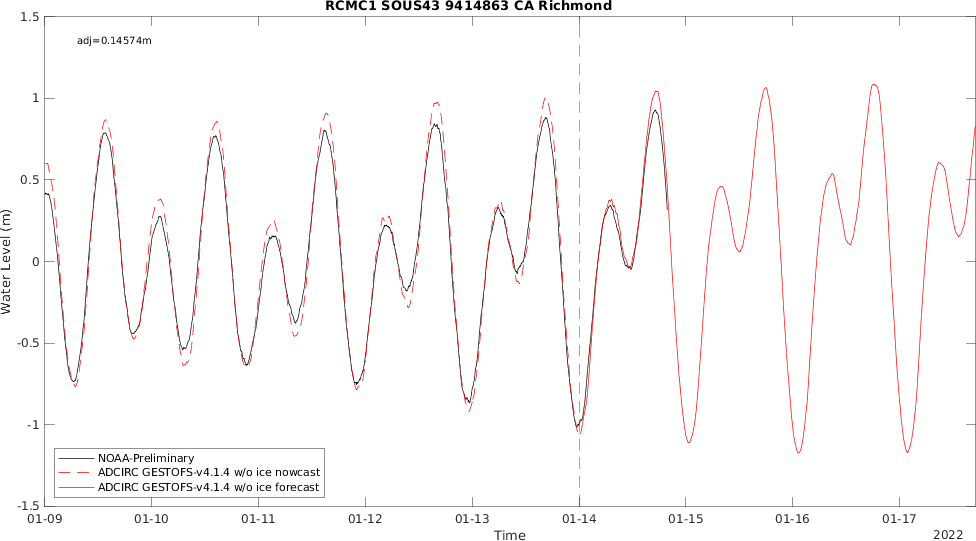 RCMC1 SOUS43 9414863 CA Richmond
adj=0.14574m
1.5
1
0.5
0
-0.5
-1
-1.5
Water Level (m)
NOAA-Preliminary
ADCIRC GESTOFS-v4.1.4 w/o ice nowcast
ADCIRC GESTOFS-v4.1.4 w/o ice forecast
01-09 01-10 01-11 01-12 01-13 01-14 01-15 01-16 01-17
Time
2022